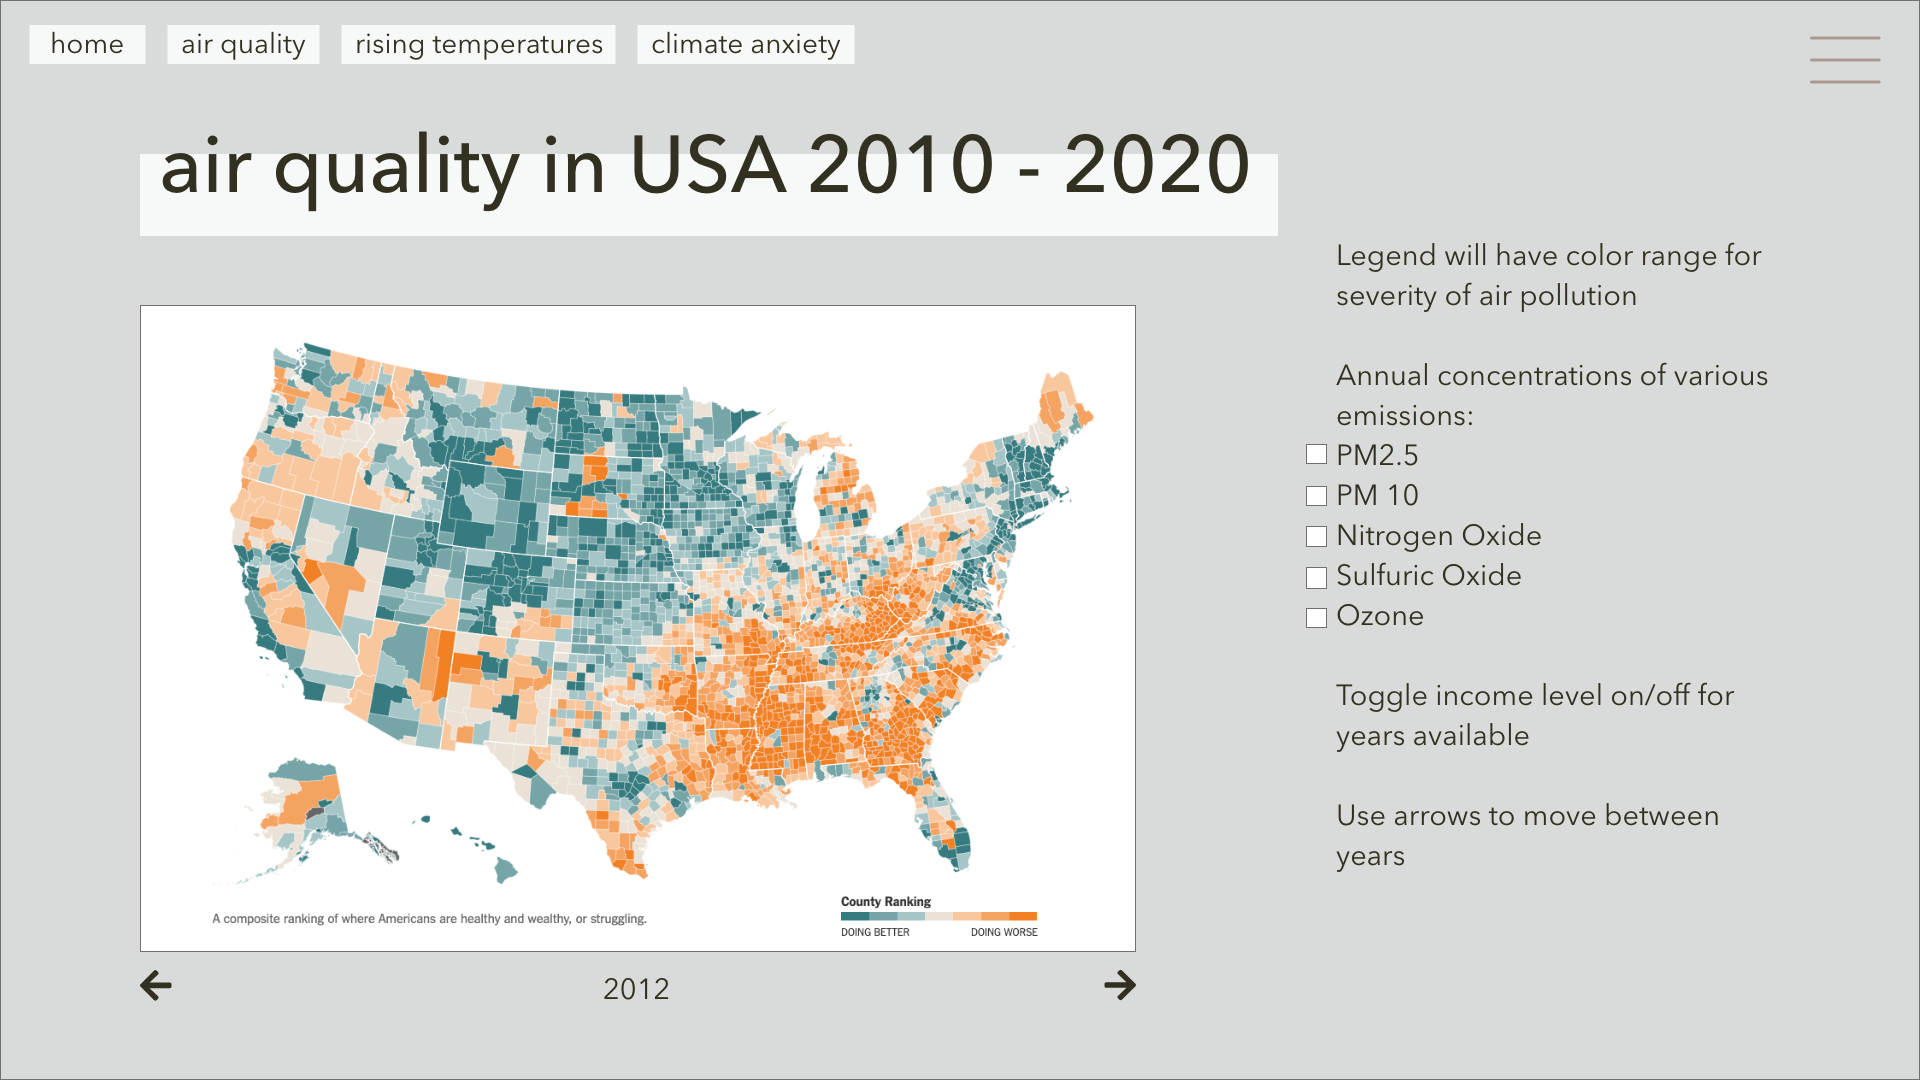 home
air quality
rising temperatures
climate anxiety
air quality in USA 2010 - 2020
Legend will have color range for
severity of air pollution
Annual concentrations of various
emissions:
PM2.5
PM 10
Nitrogen Oxide
Sulfuric Oxide
Ozone
Toggle income level on/off for
years available
Use arrows to move between
years
County Ranking
A composite ranking of where Americans are healthy and wealthy, or struggling.
DOING BETTER
DOING WORSE
2012